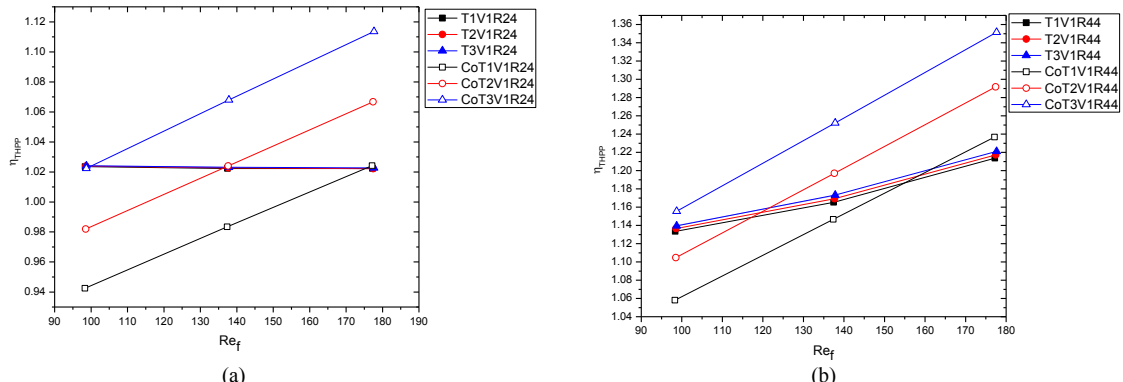 T1V1R24
T2V1R24
T3V1R24
CoT1V1R24
CoT2V1R24
CoT3V1R24
1.12
1.10
1.08
1.06
1.04
1.02
1.00
0.98
0.96
0.94
ηTHPP
90 100 110 120 130 140 150 160 170 180 190
Ref
(a)
T1V1R44
T2V1R44
T3V1R44
CoT1V1R44
CoT2V1R44
CoT3V1R44
1.36
1.34
1.32
1.30
1.28
1.26
1.24
1.22
1.20
1.18
1.16
1.14
1.12
1.10
1.08
1.06
1.04
ηTHPP
90 100 110 120 130 140 150 160 170 180
Ref
(b)